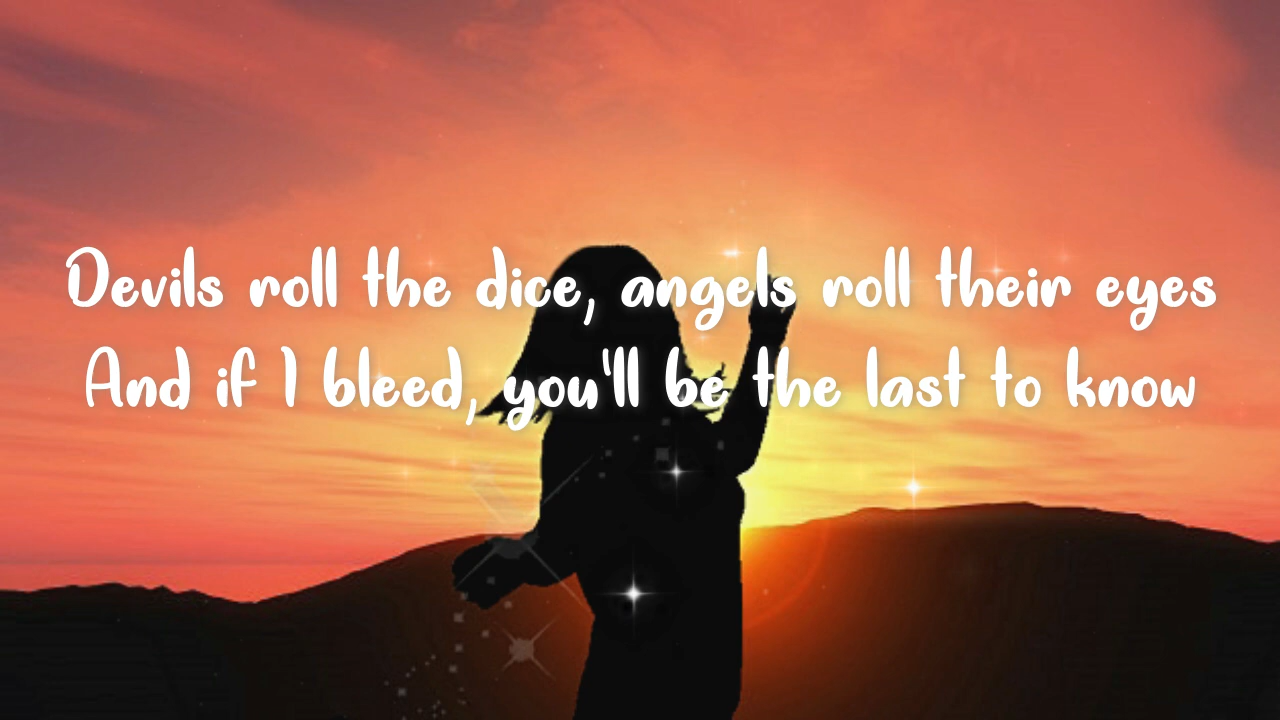 Devils roll the dice, angels roll their eyes
And if I bleed, you'll be the last to know